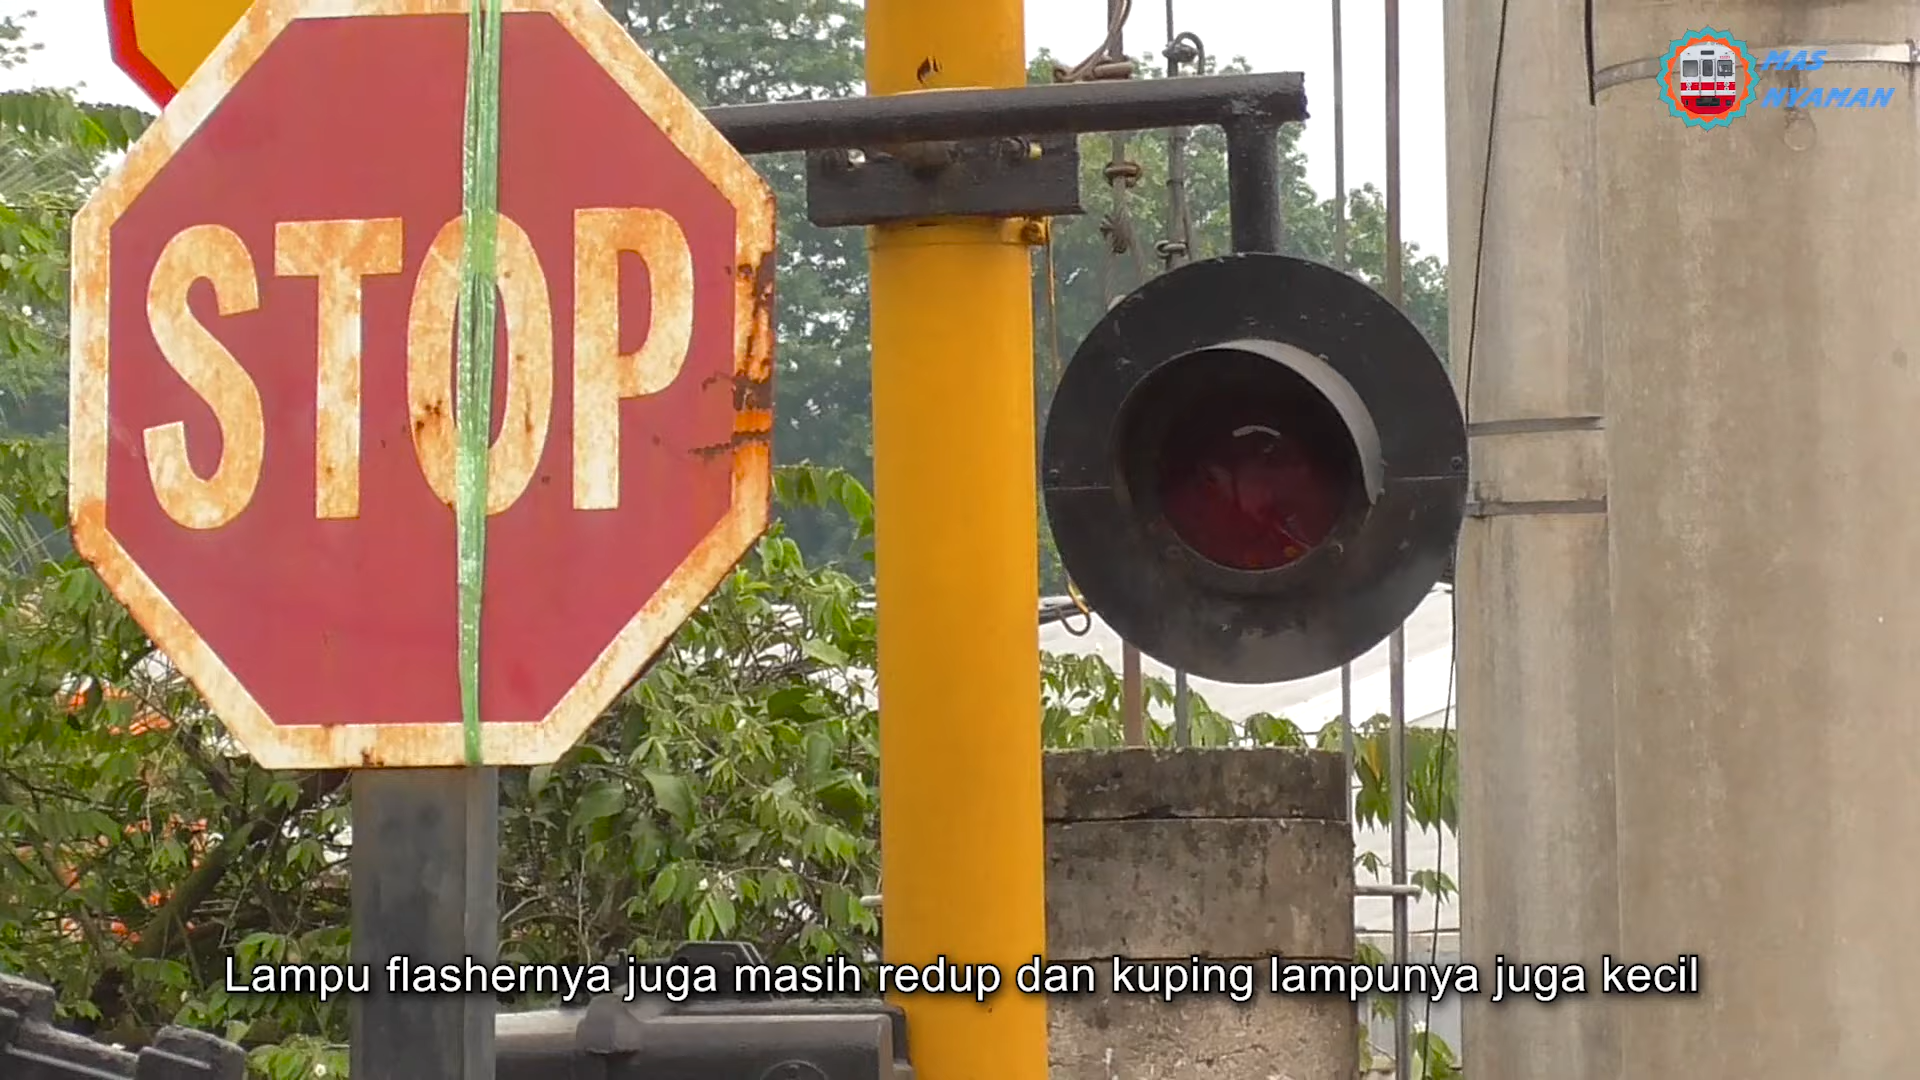 STOP
MAS
NYAMAN
Lampu flashernya juga masih redup dan kuping lampunya juga kecil